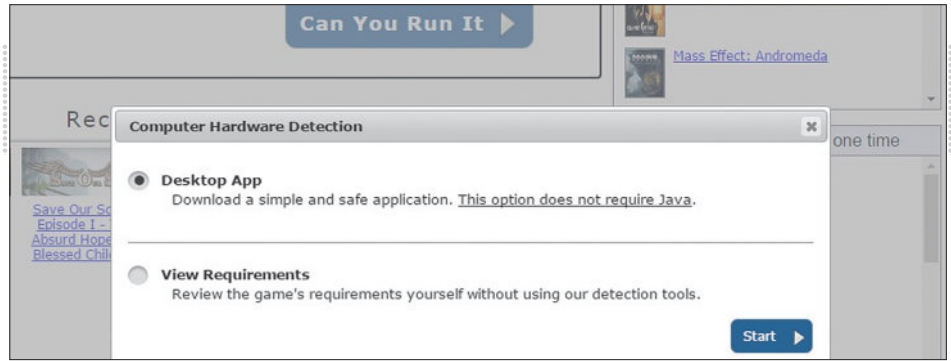 Can You Run It
Mass Effect: Andromeda
Rec
Computer Hardware Detection
one time
Desktop App
Download a simple and safe application. This option does not require Java.
Save Our Sc
Episode I -
Absurd Hope
Blessed Chil
View Requirements
Review the game's requirements yourself without using our detection tools.
Start